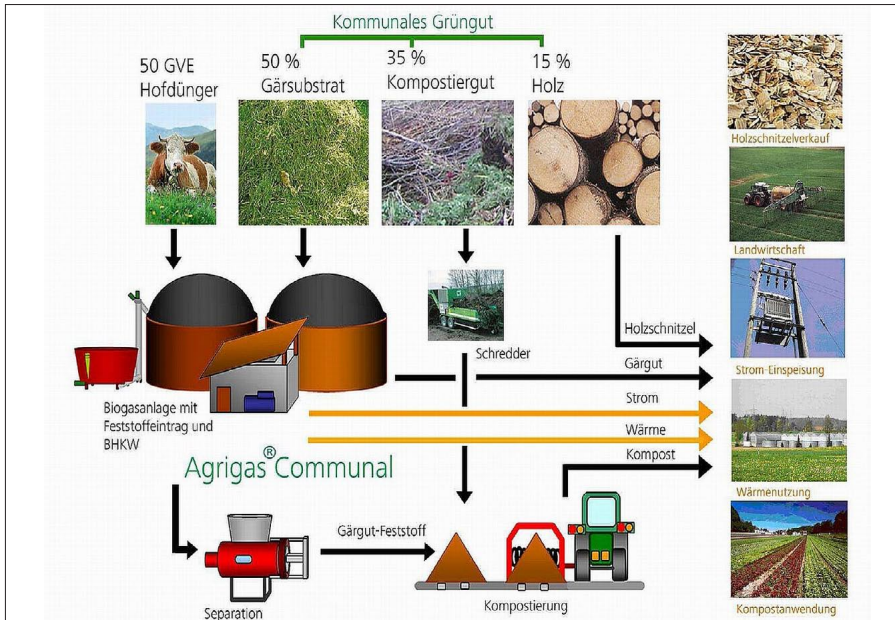 Kommunales Grüngut
50 GVE
Hofdünger
50 %
Gärsubstrat
35 %
Kompostiergut
15 %
Holz
Holzschnitzelverkauf
Landwirtschaft
Schredder
Holzschnitzel
Gärgut
Strom-Einspeisung
Strom
Biogasanlage mit
Feststoffeintrag und
BHKW
Wärme
Kompost
Agrigas® Communal
Wärmenutzung
Gärgut-Feststoff
Separation
Kompostierung
Kompostanwendung